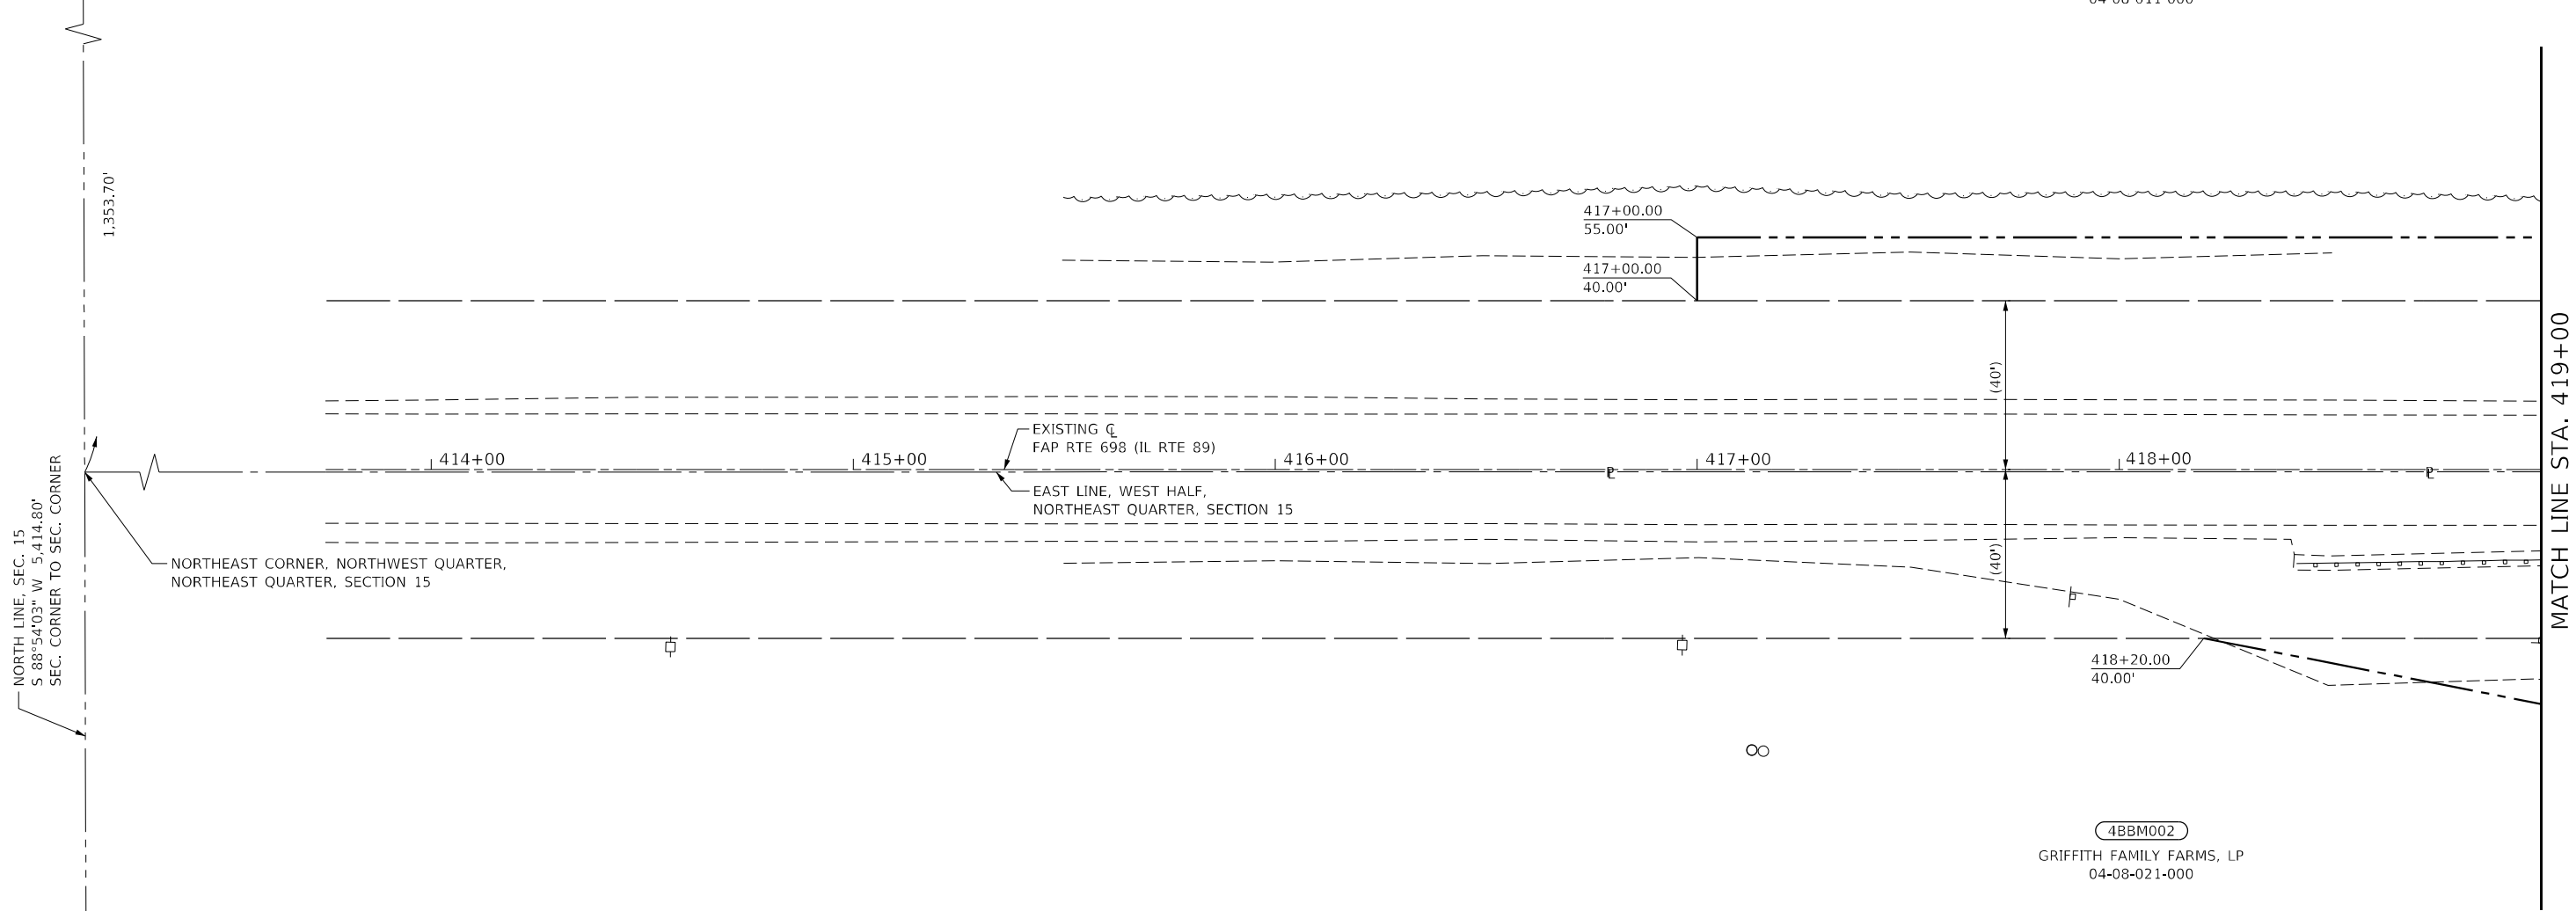 1,353.70'
417+00.00
55.00'
417+00.00
40.00'
(40')
EXISTING ℄
FAP RTE 698 (IL RTE 89)
414+00
415+00
416+00
417+00
418+00
EAST LINE, WEST HALF,
NORTHEAST QUARTER, SECTION 15
NORTH LINE, SEC. 15
S 88°54'03" W 5,414.80'
SEC. CORNER TO SEC. CORNER
NORTHEAST CORNER, NORTHWEST QUARTER,
NORTHEAST QUARTER, SECTION 15
(40')
418+20.00
40.00'
MATCH LINE STA. 419+00
4BBM002
GRIFFITH FAMILY FARMS, LP
04-08-021-000